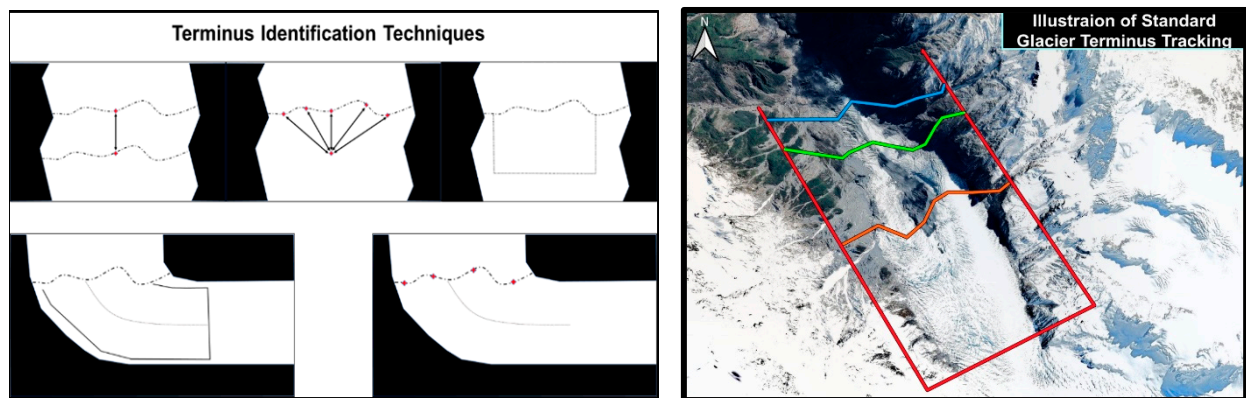 Terminus Identification Techniques
Illustraion of Standard
Glacier Terminus Tracking
N